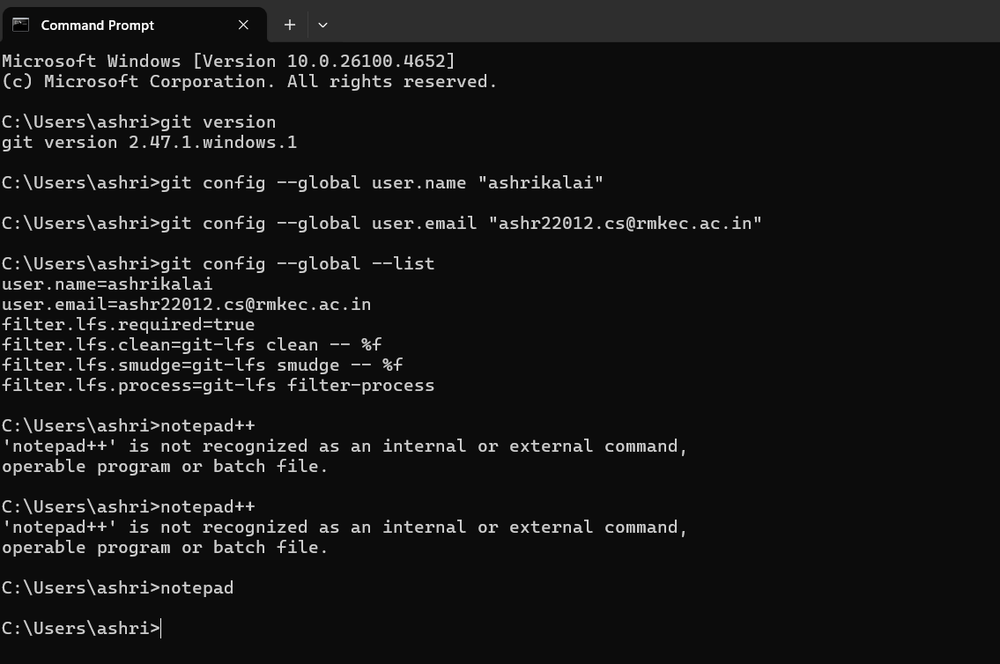 Command Prompt
Microsoft Windows [Version 10.0.26100.4652]
(c) Microsoft Corporation. All rights reserved.
C:\Users\ashri>git version
git version 2.47.1.windows.1
C:\Users\ashri>git config --global user.name "ashrikalai"
C:\Users\ashri>git config --global user.email "ashr22012.cs@rmkec.ac.in"
C:\Users\ashri>git config --global --list
user.name=ashrikalai
user.email=ashr22012.cs@rmkec.ac.in
filter.lfs.required=true
filter.lfs.clean=git-lfs clean -- %f
filter.lfs.smudge=git-lfs smudge -- %f
filter.lfs.process=git-lfs filter-process
C:\Users\ashri>notepad++
'notepad++' is not recognized as an internal or external command,
operable program or batch file.
C:\Users\ashri>notepad++
'notepad++' is not recognized as an internal or external command,
operable program or batch file.
C:\Users\ashri>notepad
C:\Users\ashri>